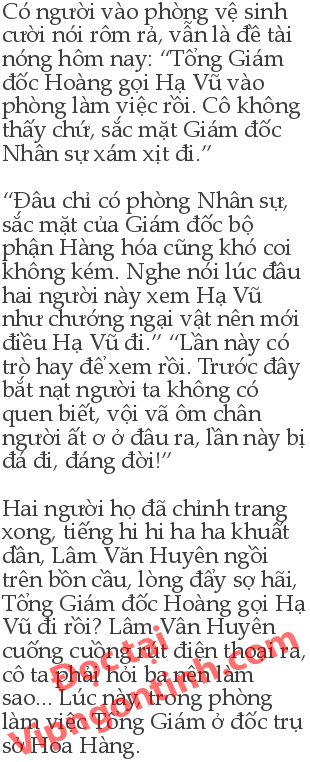 Có người vào phòng vệ sinh
cười nói rôm rả, vẫn là đề tài
nóng hôm nay: “Tổng Giám
đốc Hoàng gọi Hạ Vũ vào
phòng làm việc rồi. Cô không
thấy chứ, sắc mặt Giám đốc
Nhân sự xám xịt đi.”
“Đâu chỉ có phòng Nhân sự,
sắc mặt của Giám đốc bộ
phận Hàng hóa cũng khó coi
không kém. Nghe nói lúc đầu
hai người này xem Hạ Vũ
như chướng ngại vật nên mới
điều Hạ Vũ đi.” “Lần này có
trò hay để xem rồi. Trước đây
bắt nạt người ta không có
quen biết, vội vã ôm chân
người ất ơ ở đâu ra, lần này bị
đá đi, đáng đời!”
Hai người họ đã chỉnh trang
xong, tiếng hi hi ha ha khuất
dần, Lâm Văn Huyên ngồi
trên bồn cầu, lòng đẩy sợ hãi,
Tổng Giám đốc Hoàng gọi Hạ
Vũ đi rồi? Lâm Vân Huyên
cuống cuồng rút điện thoại ra,
cô ta phải hỏi ba nên làm
sao... Lúc này, trong phòng
làm việc Tổng Giám ở đốc trụ
sở Hoa Hàng.
Đọc tại
Vipngontinh.com